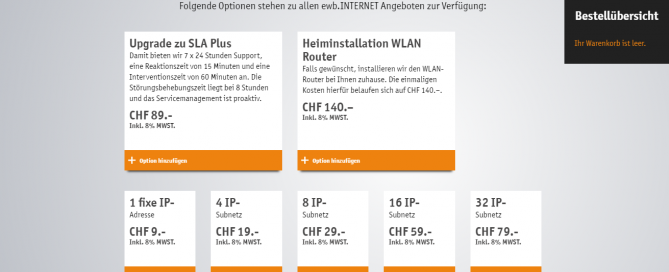 Folgende Optionen stehen zu allen ewb.INTERNET Angeboten zur Verfügung:
Bestellübersicht
Ihr Warenkorb ist leer.
Upgrade zu SLA Plus
Damit bieten wir 7 x 24 Stunden Support,
eine Reaktionszeit von 15 Minuten und eine
Interventionszeit von 60 Minuten an. Die
Störungsbehebungszeit liegt bei 8 Stunden
und das Servicemanagement ist proaktiv.
CHF 89.-
Inkl. 8% MWST.
+ Option hinzufügen
Heiminstallation WLAN
Router
Falls gewünscht, installieren wir den WLAN-
Router bei Ihnen zuhause. Die einmaligen
Kosten hierfür belaufen sich auf CHF 140.–.
CHF 140.–
Inkl. 8% MWST.
+ Option hinzufügen
1 fixe IP-
Adresse
CHF 9.-
Inkl. 8% MWST.
4 IP-
Subnetz
CHF 19.-
Inkl. 8% MWST.
8 IP-
Subnetz
CHF 29.-
Inkl. 8% MWST.
16 IP-
Subnetz
CHF 59.-
Inkl. 8% MWST.
32 IP-
Subnetz
CHF 79.-
Inkl. 8% MWST.